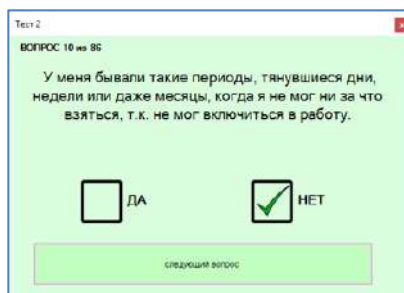 Тест 2
ВОПРОС 10 из 86
У меня бывали такие периоды, тянувшиеся дни,
недели или даже месяцы, когда я не мог ни за что
взяться, т.к. не мог включиться в работу.
ДА
НЕТ
следующий вопрос